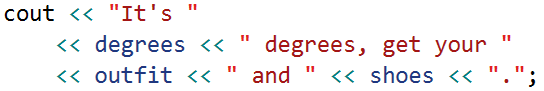 cout << "It's "
<< degrees << " degrees, get your "
<< outfit << " and " << shoes << ".";